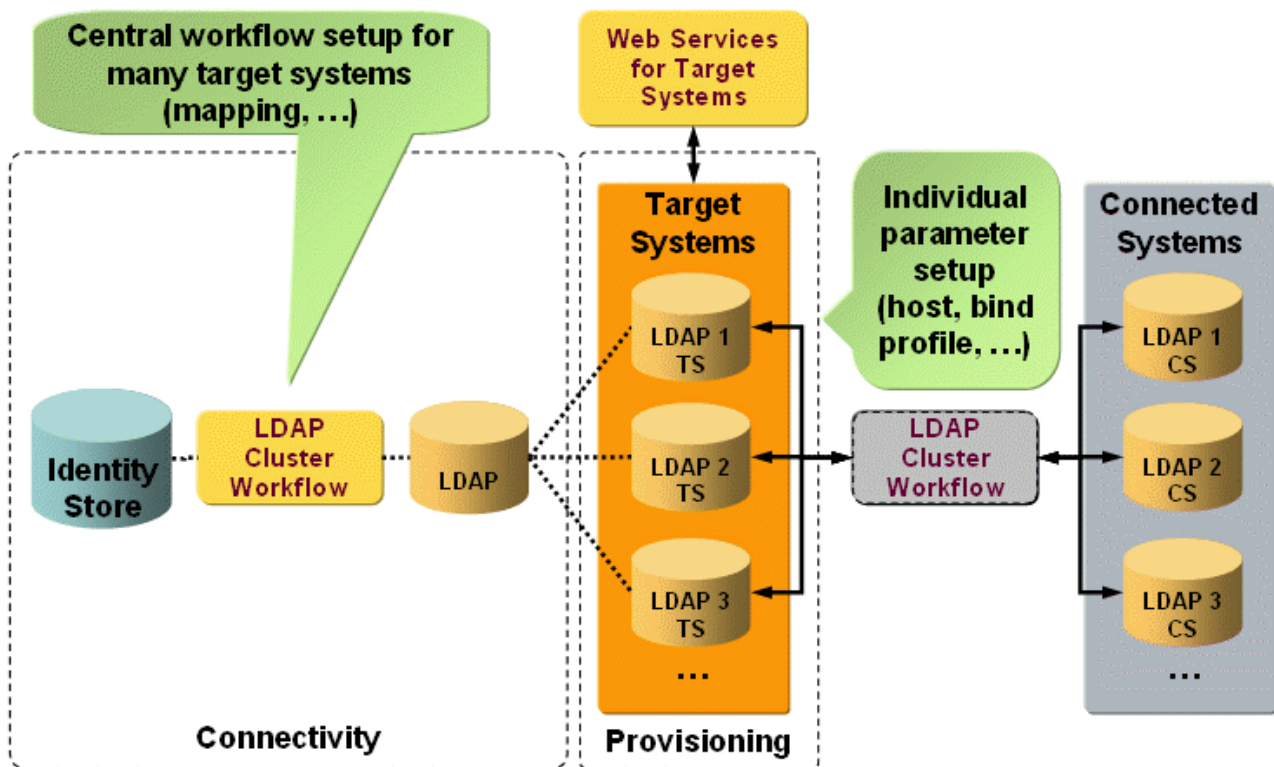 Central workflow setup for
many target systems
(mapping, …)
Web Services
for Target
Systems
Target
Systems
Individual
parameter
setup
(host, bind
profile, …)
Connected
Systems
LDAP 1
TS
LDAP 1
CS
Identity
Store
LDAP
Cluster
Workflow
LDAP
LDAP 2
TS
LDAP
Cluster
Workflow
LDAP 2
CS
LDAP 3
TS
LDAP 3
CS
…
…
Connectivity
Provisioning